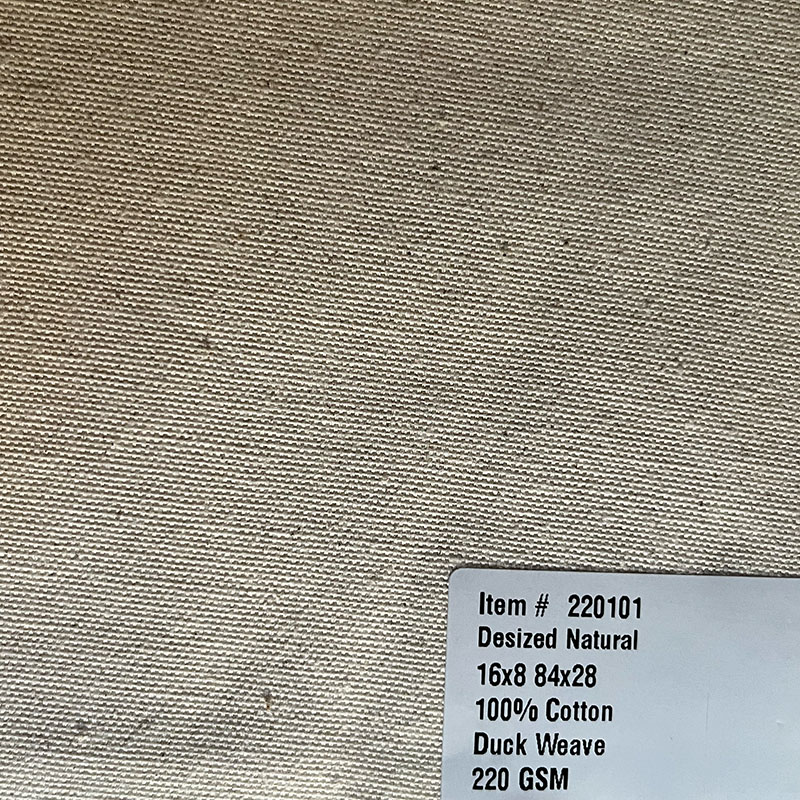 Item # 220101
Desized Natural
16x8 84x28
100% Cotton
Duck Weave
220 GSM